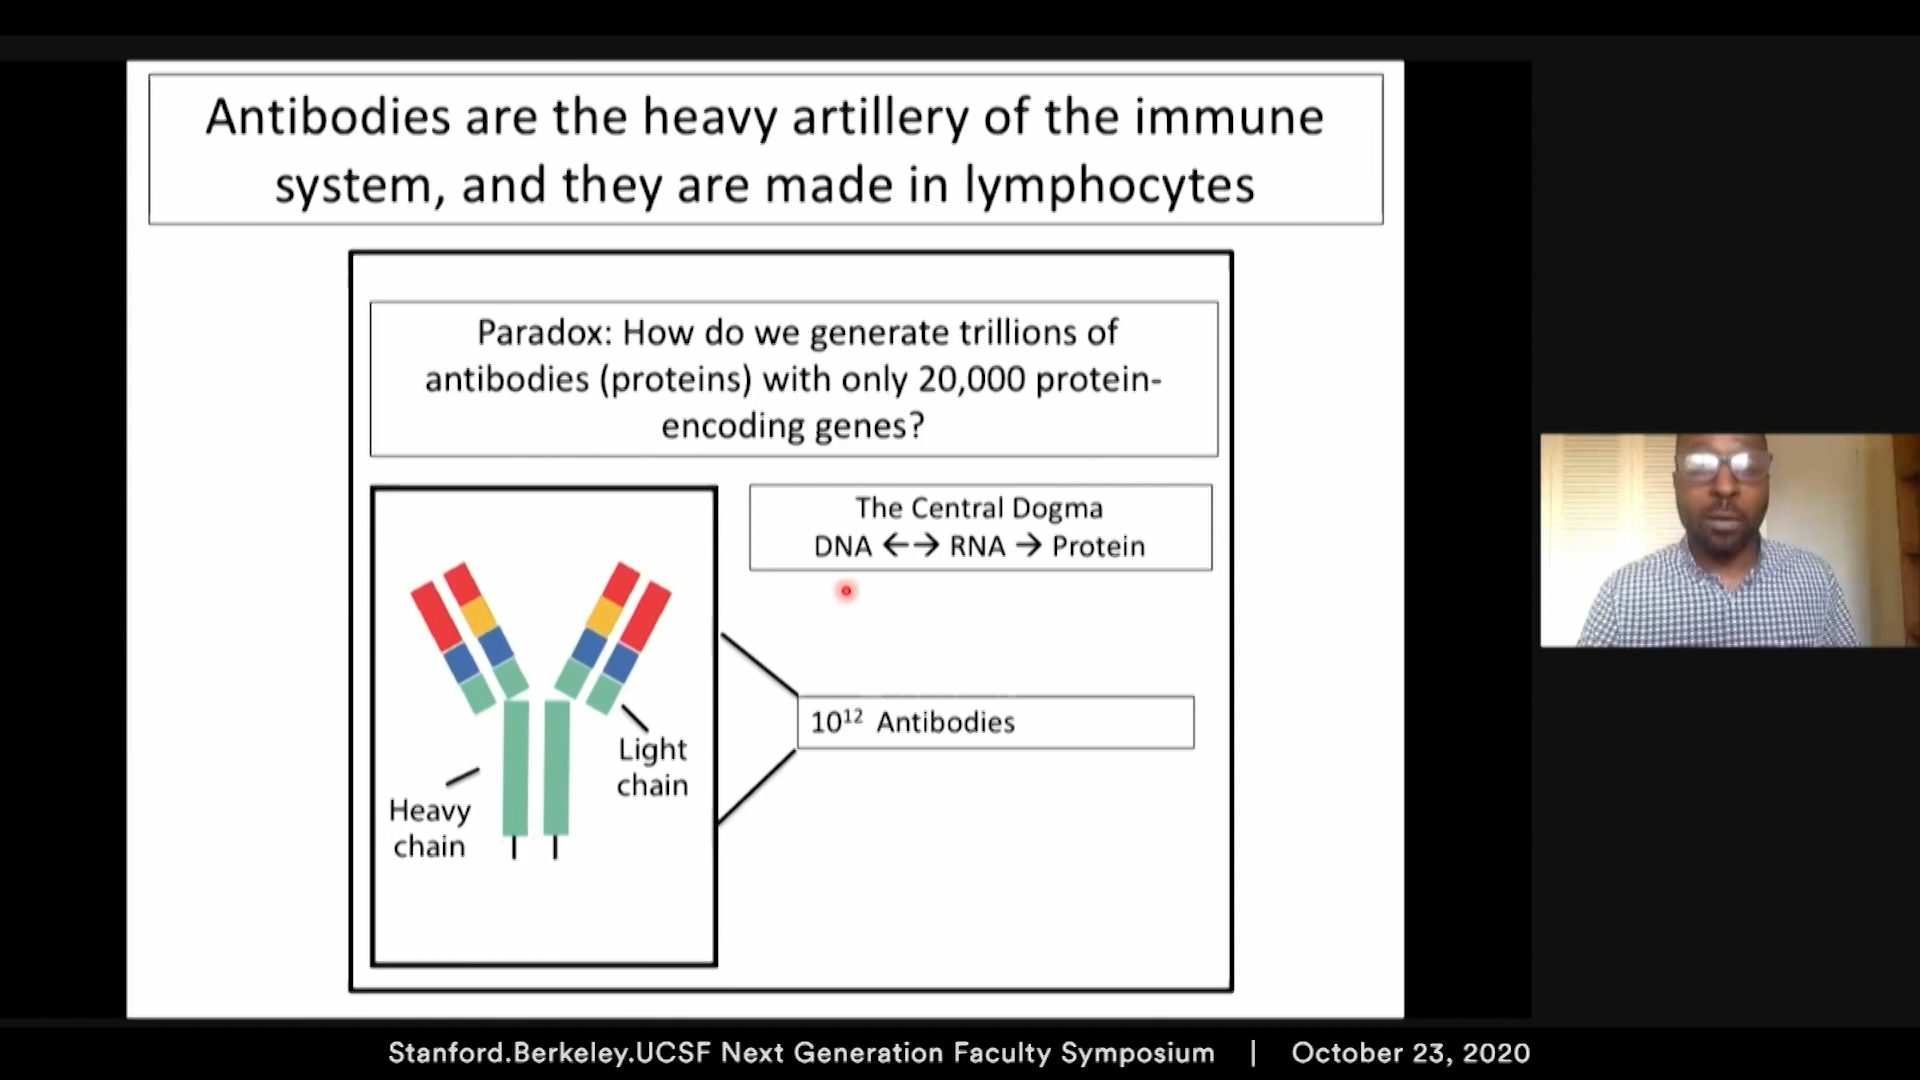 Antibodies are the heavy artillery of the immune
system, and they are made in lymphocytes
Paradox: How do we generate trillions of
antibodies (proteins) with only 20,000 protein-
encoding genes?
The Central Dogma
DNA ←→ RNA → Protein
10¹² Antibodies
Light
chain
Heavy
chain
Stanford.Berkeley.UCSF Next Generation Faculty Symposium | October 23, 2020